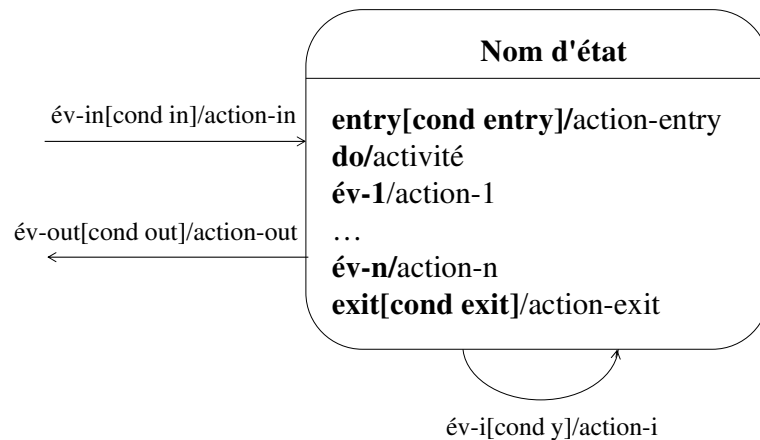 Nom d'état
év-in[cond in]/action-in
entry[cond entry]/action-entry
do/activité
év-1/action-1
év-out[cond out]/action-out
…
év-n/action-n
exit[cond exit]/action-exit
év-i[cond y]/action-i